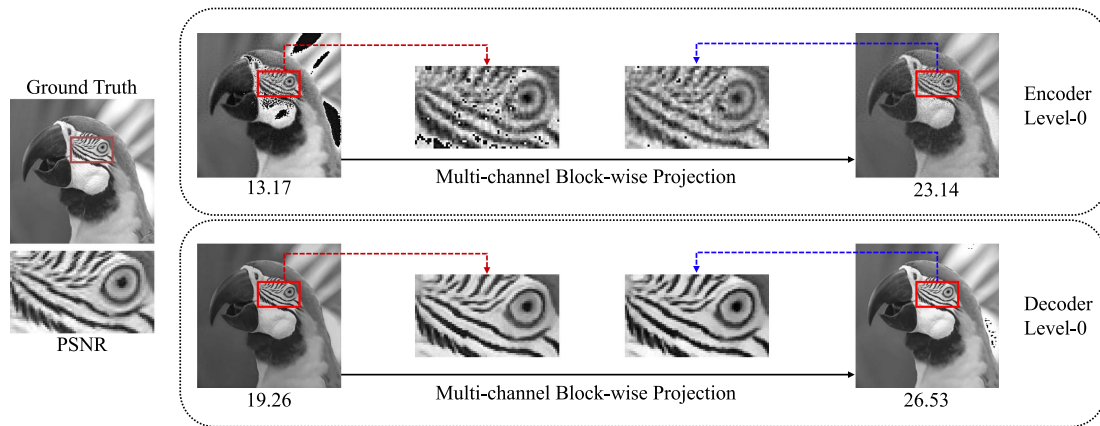 Ground Truth
PSNR
13.17
Multi-channel Block-wise Projection
23.14
Encoder
Level-0
19.26
Multi-channel Block-wise Projection
26.53
Decoder
Level-0